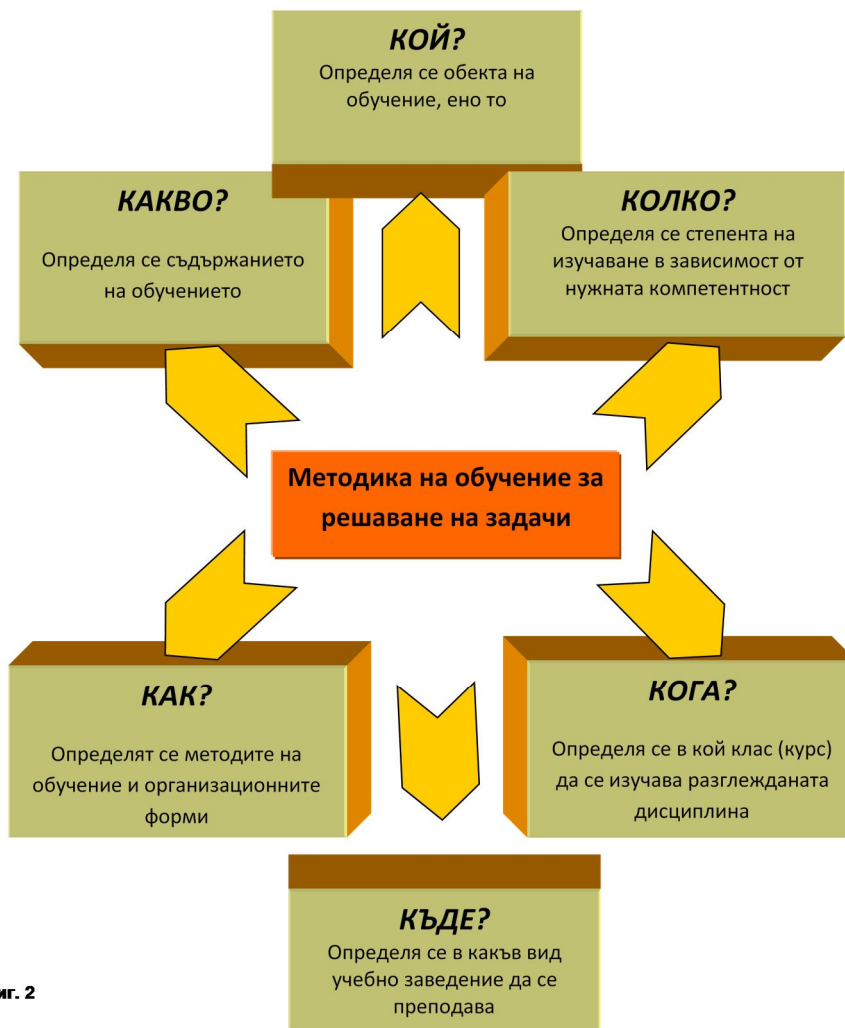 КОЙ?
Определя се обекта на
обучение, ено то
КАКВО?
Определя се съдържанието
на обучението
КОЛКО?
Определя се степента на
изучаване в зависимост от
нужната компетентност
Методика на обучение за
решаване на задачи
КАК?
Определят се методите на
обучение и организационните
форми
КОГА?
Определя се в кой клас (курс)
да се изучава разглежданата
дисциплина
КЪДЕ?
Определя се в какъв вид
учебно заведение да се
преподава
иг. 2